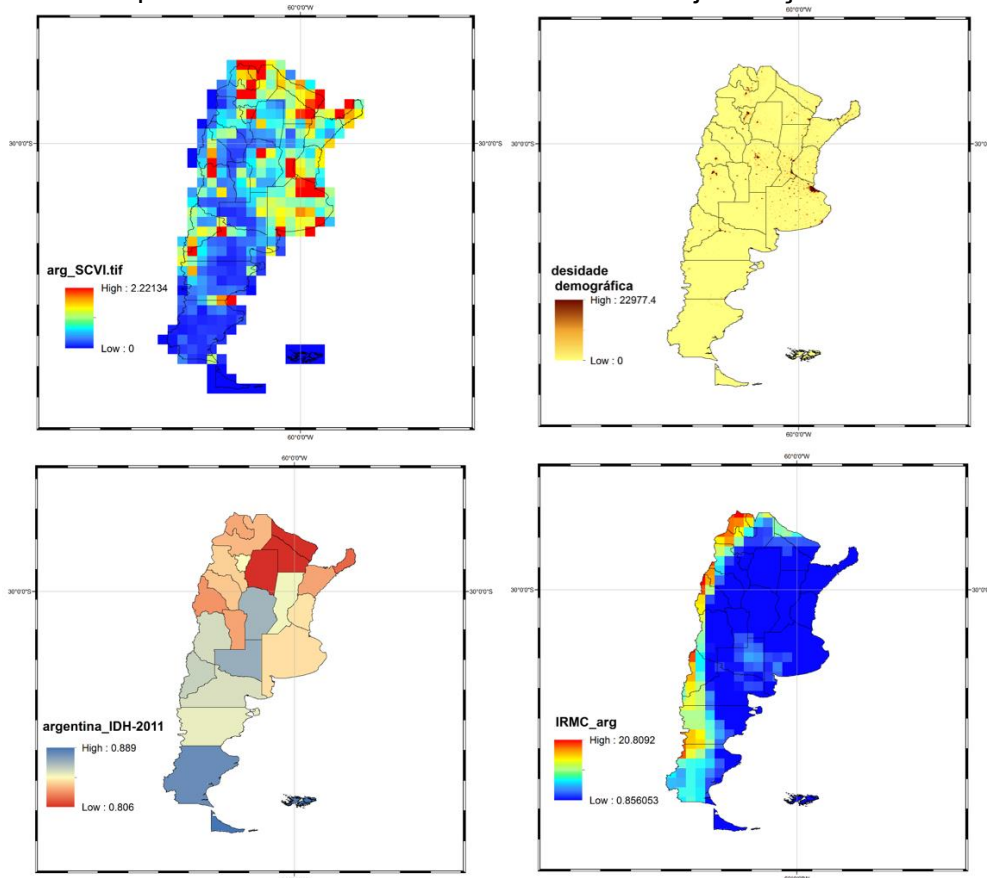 60°0'0"W
30°0'0"S
arg_SCVI.tif
High : 2.22134
Low : 0
60°0'0"W
60°0'0"W
30°0'0"S
desidade
demográfica
High : 22977.4
Low : 0
60°0'0"W
60°0'0"W
30°0'0"S
30°0'0"S
argentina_IDH-2011
High : 0.889
Low : 0.806
60°0'0"W
30°0'0"S
IRMC_arg
High : 20.8092
Low : 0.856053